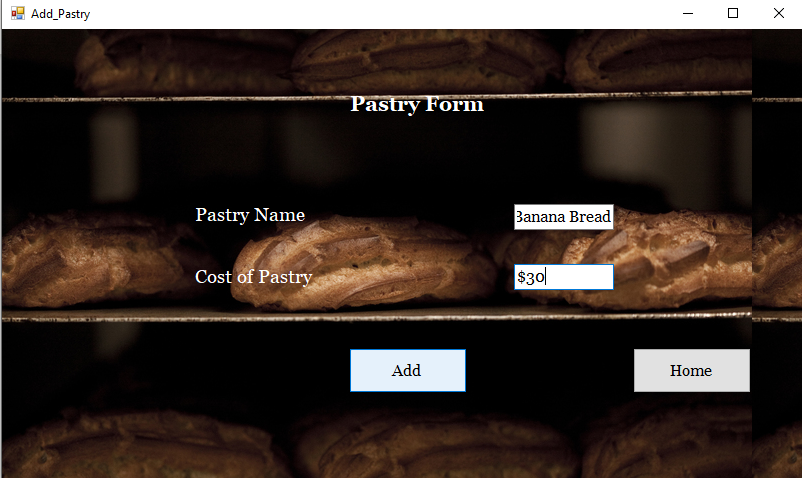 Add_Pastry
Pastry Form
Pastry Name
Banana Bread
Cost of Pastry
$30
Add
Home